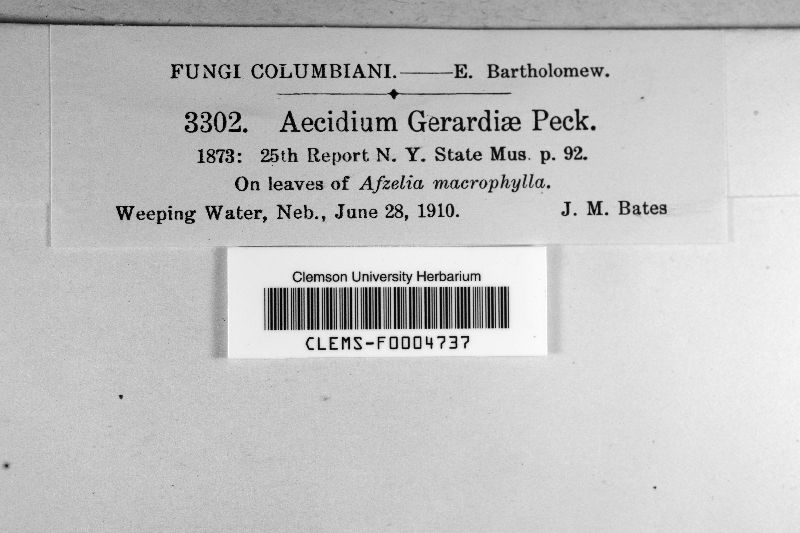 FUNGI COLUMBIANI.——E. Bartholomew.
3302. Aecidium Gerardiæ Peck.
1873: 25th Report N. Y. State Mus. p. 92.
On leaves of Afzelia macrophylla.
Weeping Water, Neb., June 28, 1910. J. M. Bates
Clemson University Herbarium
CLEMS-F0004737